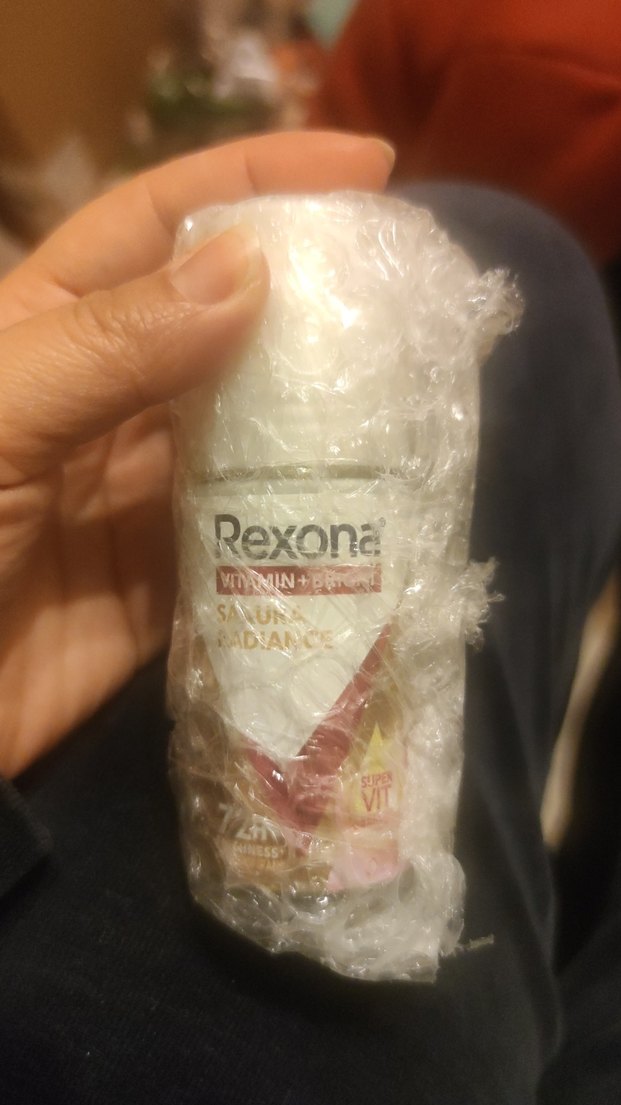 Rexona
VITAMIN+BRIGHT
SAKURA
RADIANCE
SUPER
VIT
72H